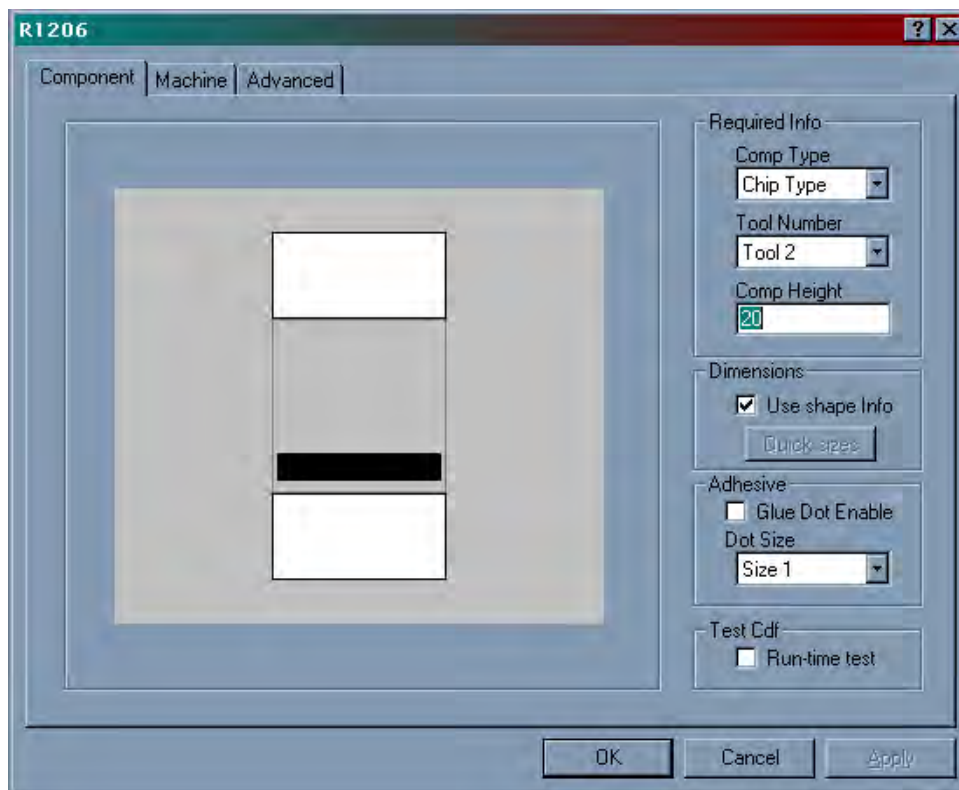 R1206
Component Machine Advanced
Required Info
Comp Type
Chip Type
Tool Number
Tool 2
Comp Height
20
Dimensions
Use shape Info
Quick sizes
Adhesive
Glue Dot Enable
Dot Size
Size 1
Test Cdf
Run-time test
OK Cancel Apply